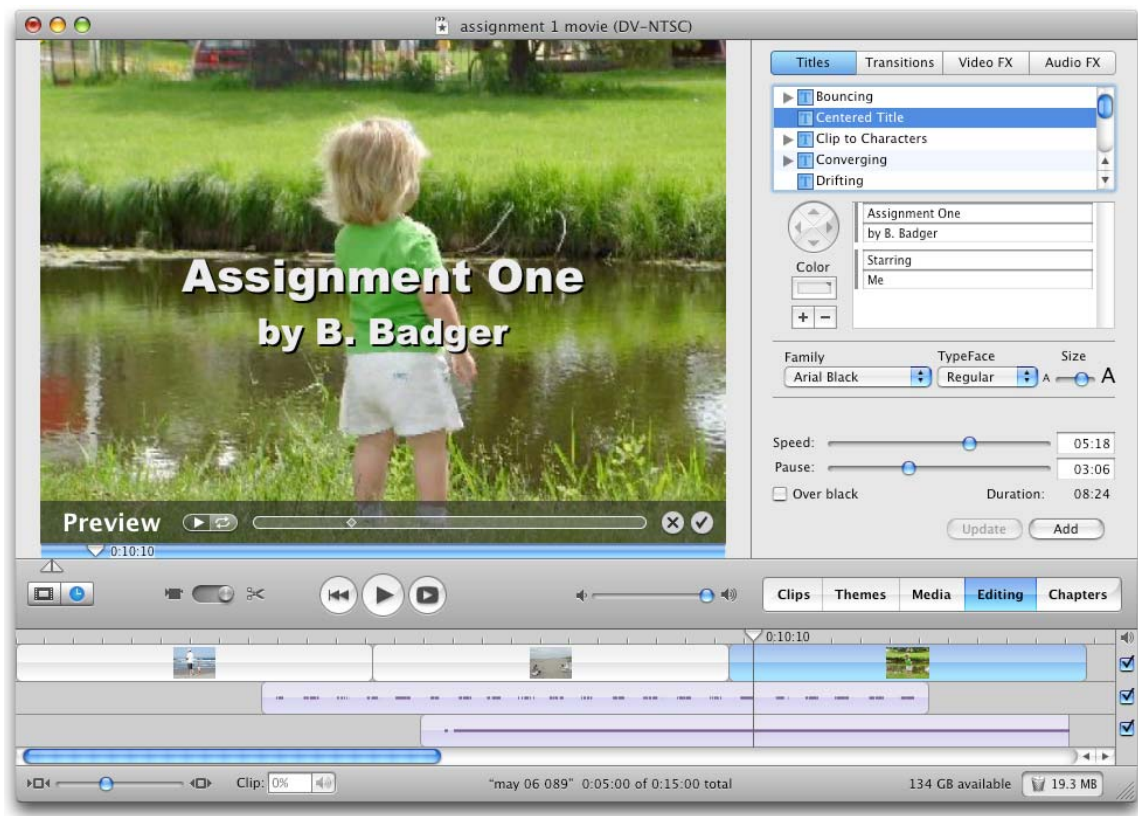 assignment 1 movie (DV-NTSC)
Assignment One
by B. Badger
Preview
0:10:10
Titles Transitions Video FX Audio FX
Bouncing
Centered Title
Clip to Characters
Converging
Drifting
Assignment One
by B. Badger
Starring
Me
Color
+ −
Family TypeFace Size
Arial Black Regular A A
Speed: 05:18
Pause: 03:06
Over black Duration: 08:24
Update Add
Clips Themes Media Editing Chapters
0:10:10
Clip: 0% "may 06 089" 0:05:00 of 0:15:00 total 134 GB available 19.3 MB